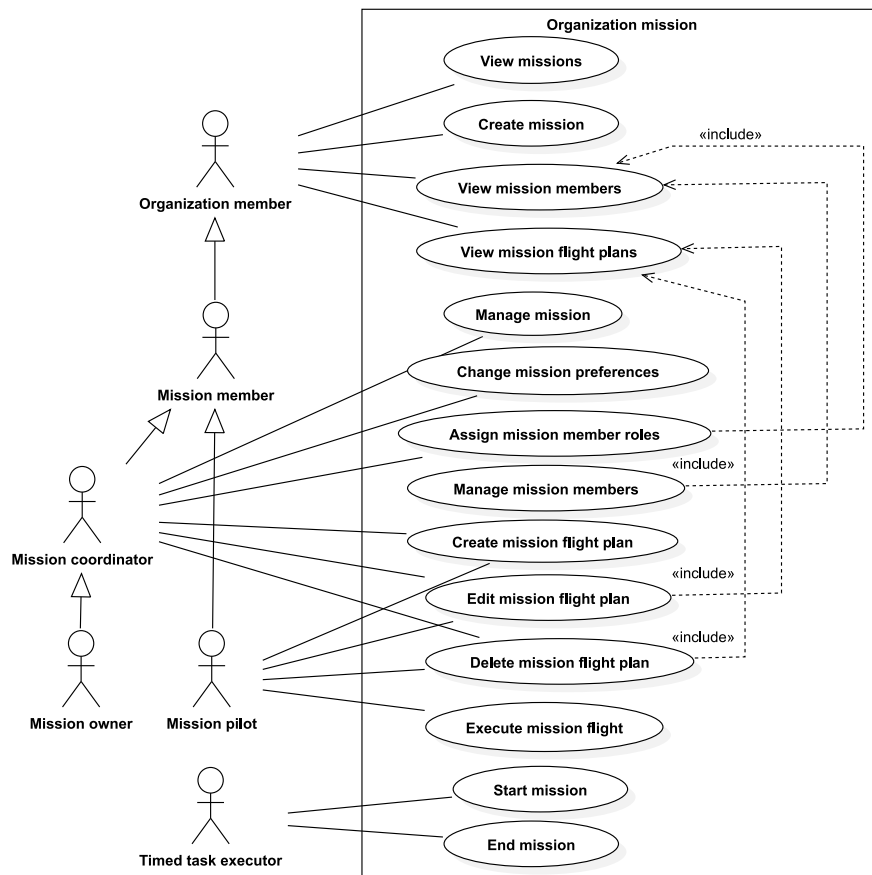 Organization mission
View missions
Create mission
«include»
View mission members
Organization member
View mission flight plans
Manage mission
Change mission preferences
Mission member
Assign mission member roles
«include»
Manage mission members
Create mission flight plan
Mission coordinator
«include»
Edit mission flight plan
«include»
Delete mission flight plan
Mission owner
Mission pilot
Execute mission flight
Start mission
End mission
Timed task executor